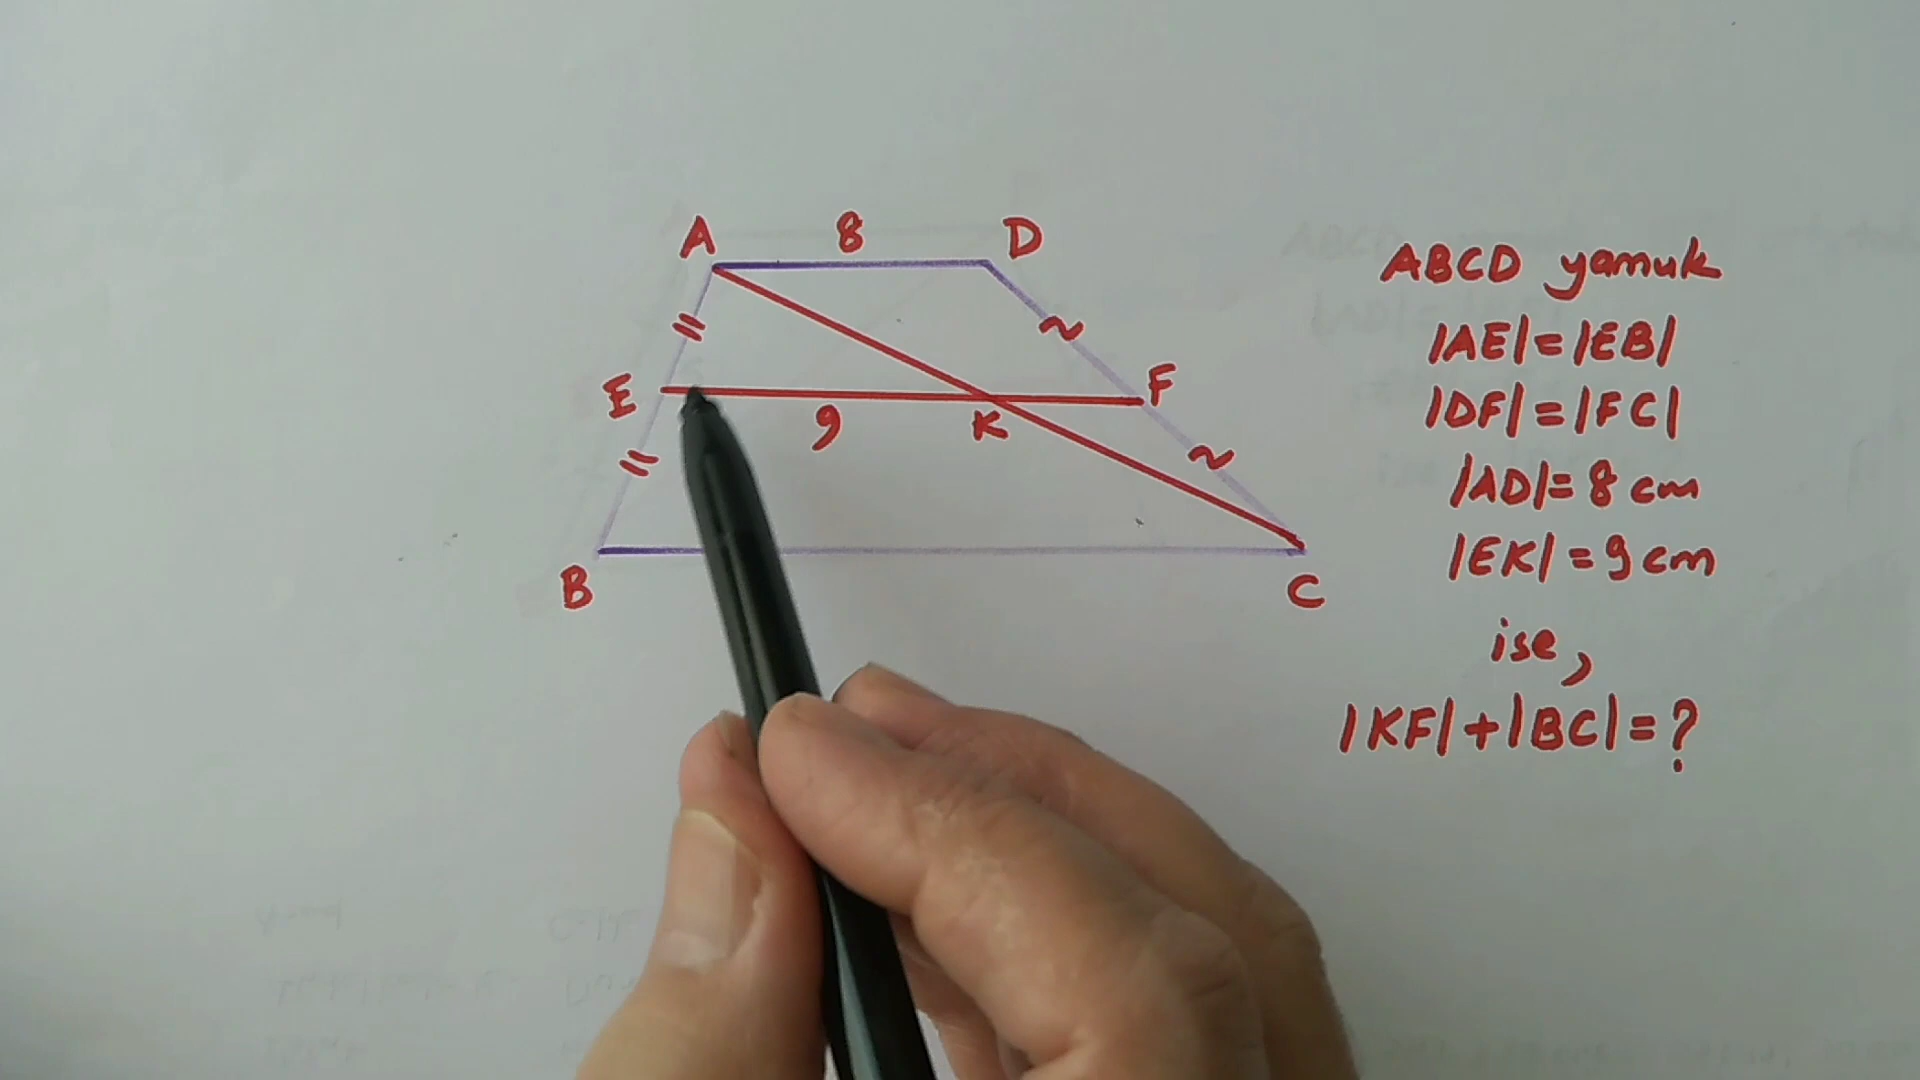 A 8 D
E 9 K F
B C
ABCD yamuk
|AE|=|EB|
|DF|=|FC|
|AD|=8 cm
|EK|=9 cm
ise,
|KF|+|BC|=?